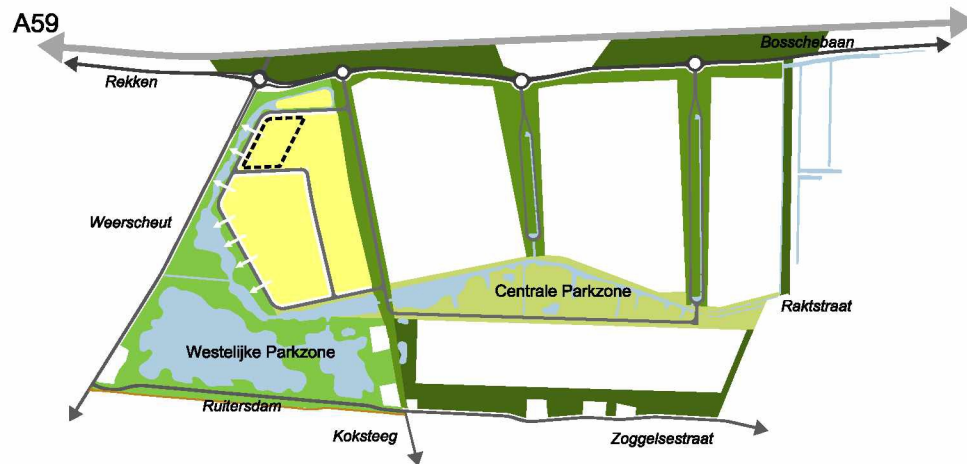 A59
Bosschebaan
Rekken
Weerscheut
Centrale Parkzone
Raktstraat
Westelijke Parkzone
Ruitersdam
Koksteeg
Zoggelsestraat